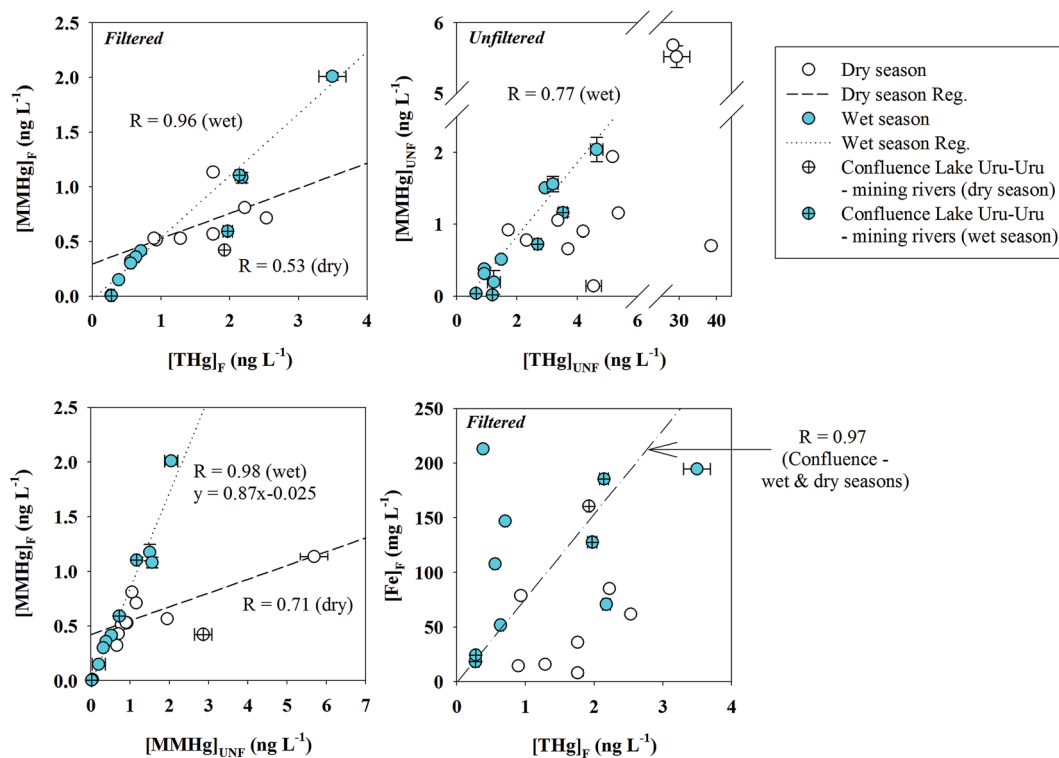 Filtered
[MMHg]F (ng L-1)
2.5
2.0
1.5
1.0
0.5
0.0
R = 0.96 (wet)
R = 0.53 (dry)
0 1 2 3 4
[THg]F (ng L-1)
Unfiltered
[MMHg]UNF (ng L-1)
6
5
2
1
0
R = 0.77 (wet)
0 2 4 6 30 40
[THg]UNF (ng L-1)
Dry season
Dry season Reg.
Wet season
Wet season Reg.
Confluence Lake Uru-Uru
- mining rivers (dry season)
Confluence Lake Uru-Uru
- mining rivers (wet season)
[MMHg]F (ng L-1)
2.5
2.0
1.5
1.0
0.5
0.0
R = 0.98 (wet)
y = 0.87x-0.025
R = 0.71 (dry)
0 1 2 3 4 5 6 7
[MMHg]UNF (ng L-1)
Filtered
[Fe]F (mg L-1)
250
200
150
100
50
0
0 1 2 3 4
[THg]F (ng L-1)
R = 0.97
(Confluence -
wet & dry seasons)